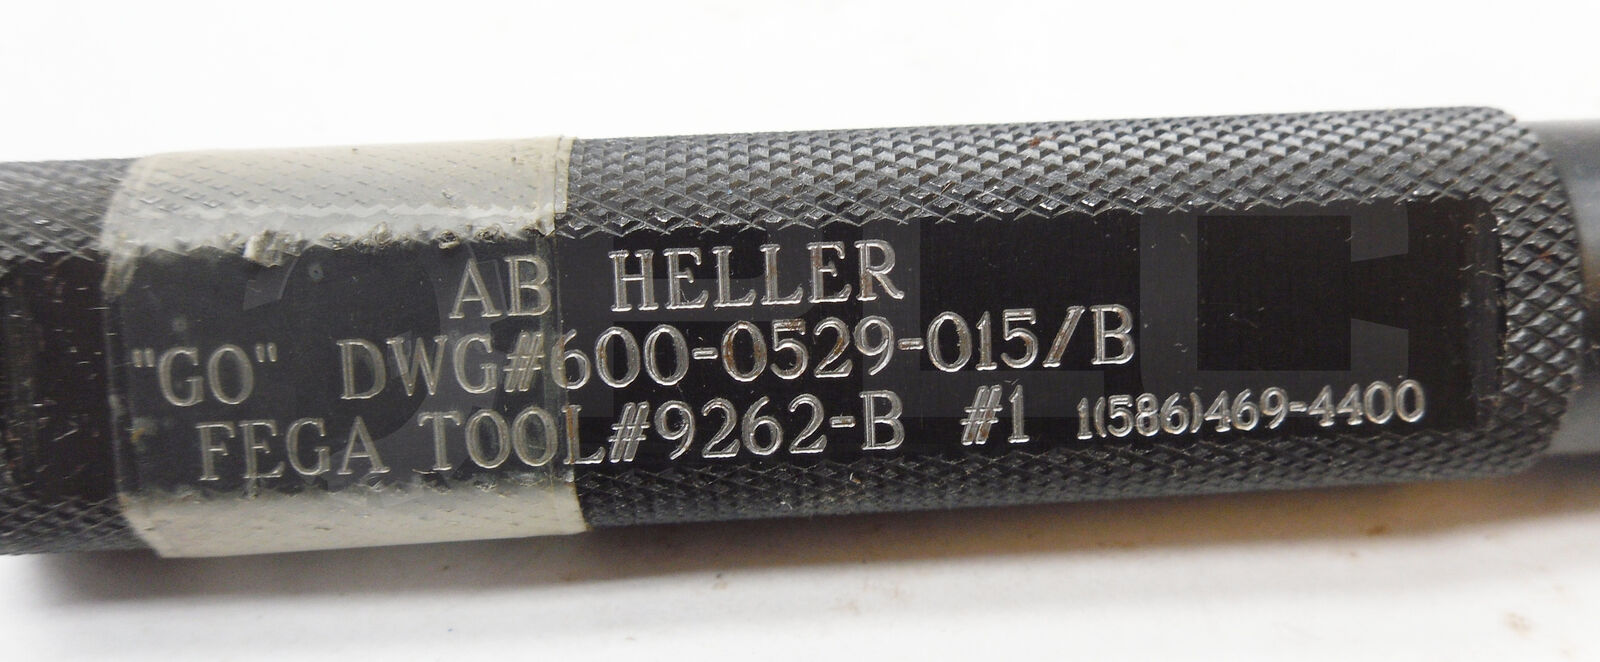 AB HELLER
"GO" DWG#600-0529-015/B
FEGA TOOL#9262-B #1 1(586)469-4400